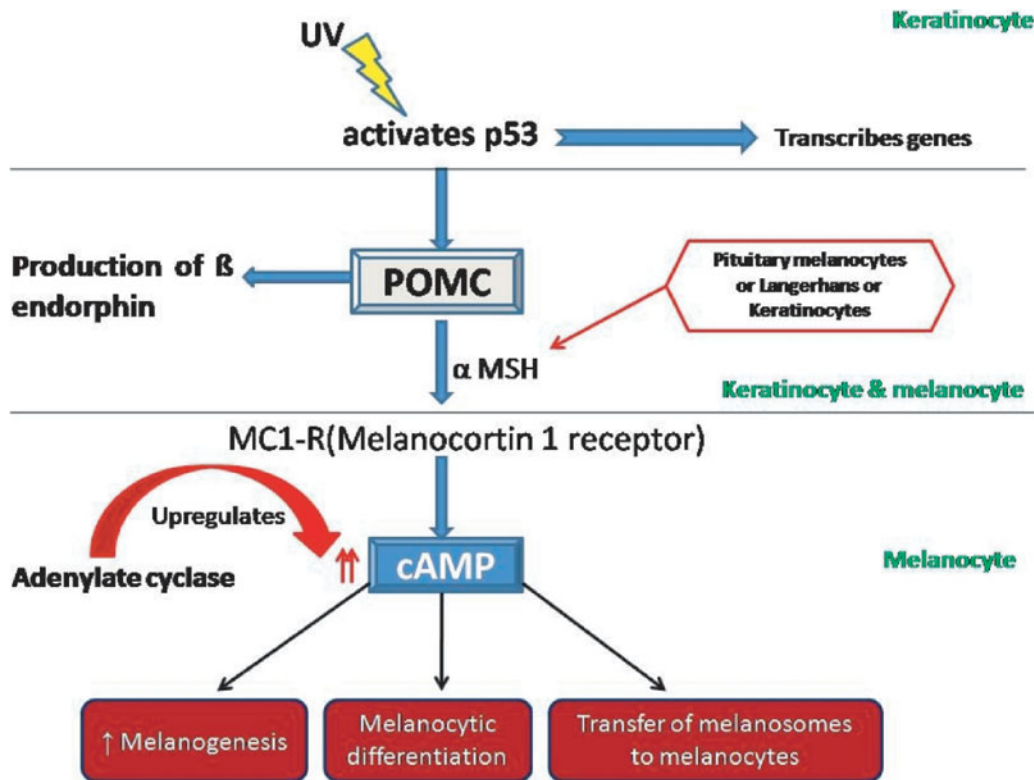 Keratinocyte
UV
activates p53
Transcribes genes
Production of ß
endorphin
POMC
Pituitary melanocytes
or Langerhans or
Keratinocytes
α MSH
Keratinocyte & melanocyte
MC1-R(Melanocortin 1 receptor)
Upregulates
Adenylate cyclase
cAMP
Melanocyte
↑ Melanogenesis
Melanocytic
differentiation
Transfer of melanosomes
to melanocytes